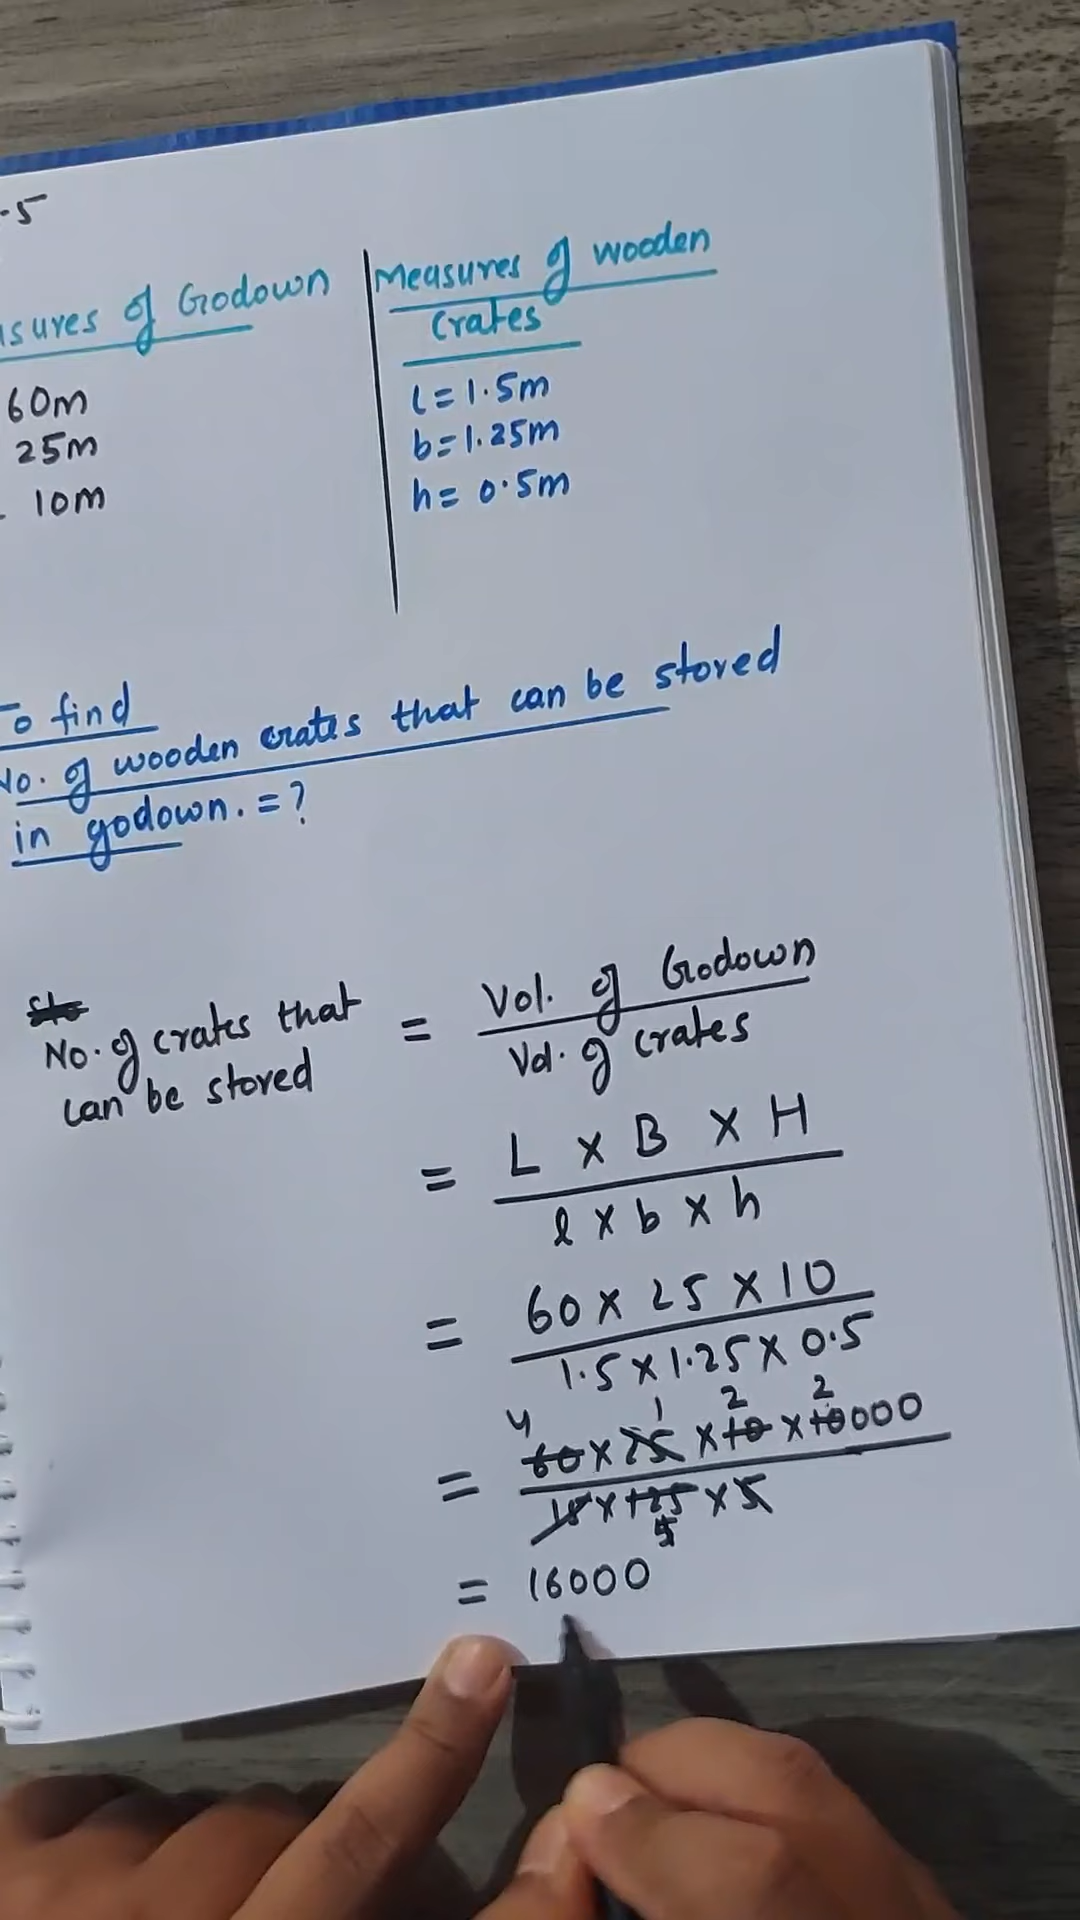 -5
sures of Godown
60m
25m
10m
Measures of wooden
Crates
l = 1.5m
b = 1.25m
h = 0.5m
To find
No. of wooden crates that can be stored
in godown. = ?
No. of crates that
can be stored
= Vol. of Godown
Vol. of crates
= L x B x H
l x b x h
= 60 x 25 x 10
1.5 x 1.25 x 0.5
4 1 2 2
= 60 x 25 x 10 x 10000
15 x 125 x 5
5
= 16000